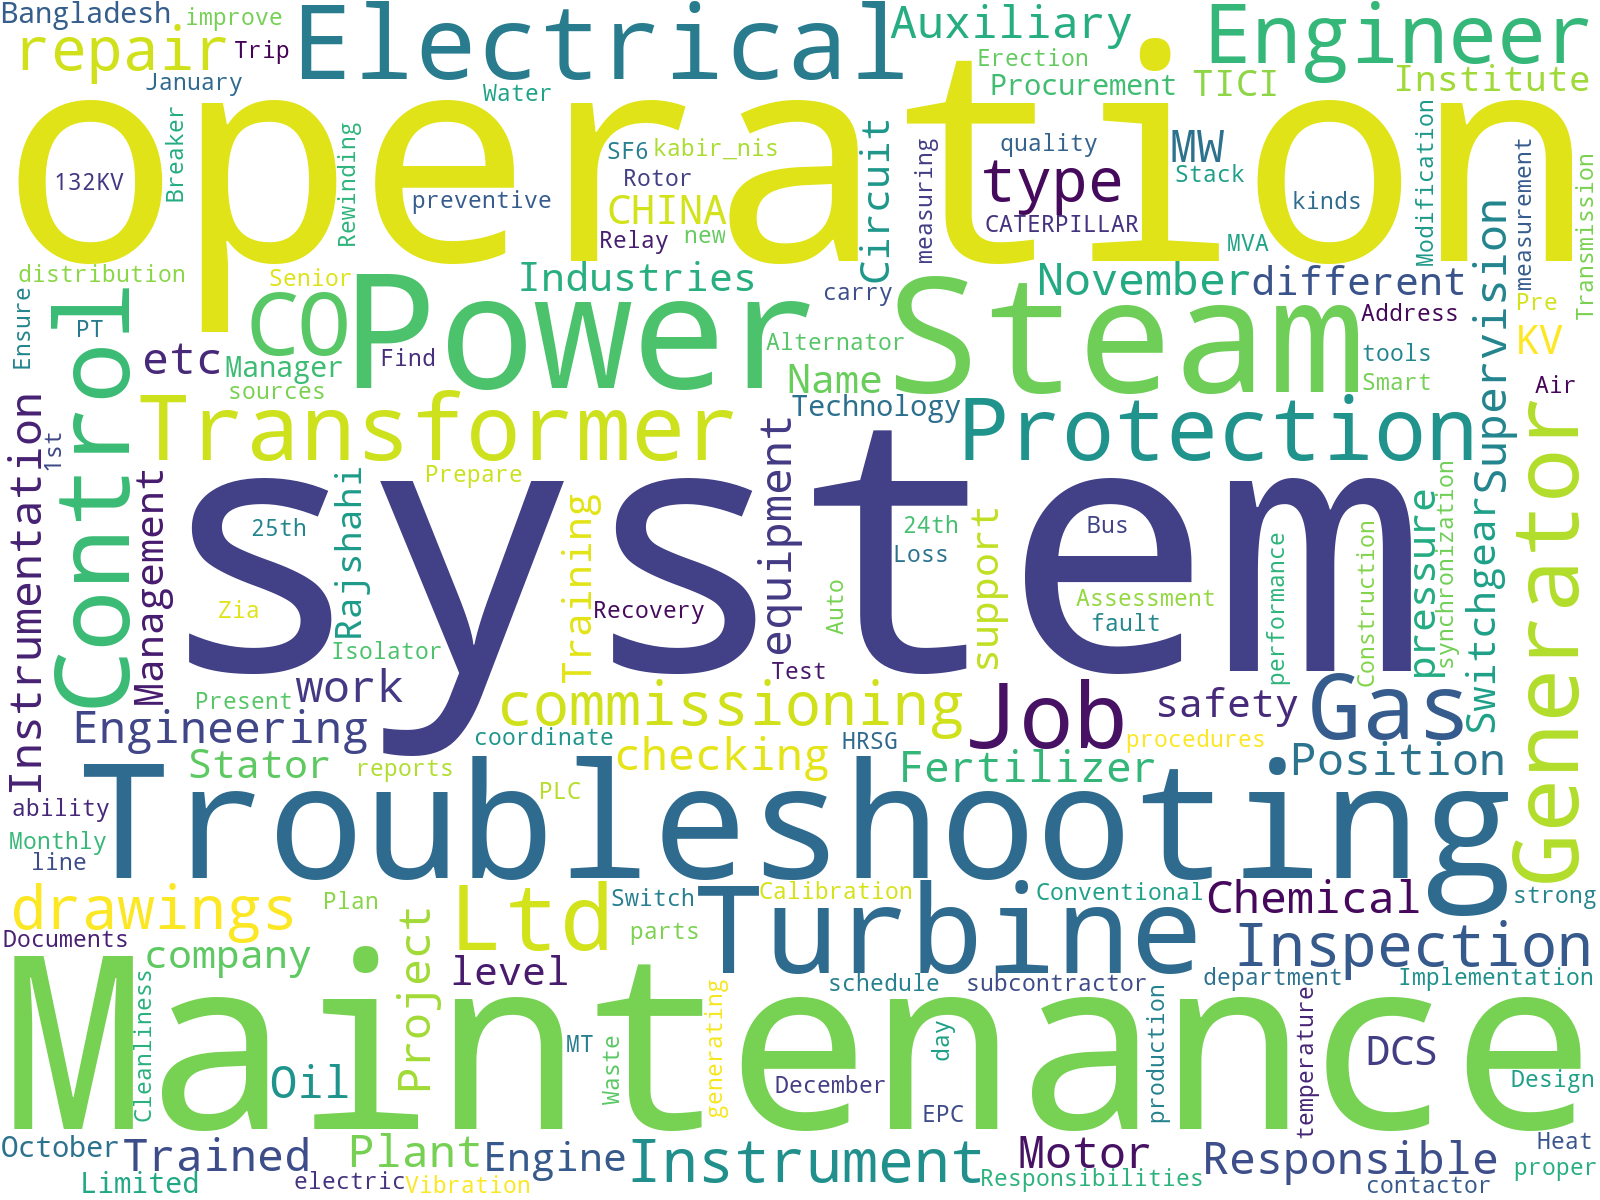 Bangladesh
improve
Electrical
Auxiliary
Engineer
repair
Trip
Erection
January
Water
Procurement
TICI
Institute
operation
Breaker
Rewinding
SF6
kabir_nis
Circuit
measuring
quality
MW
Modification
measurement
Transmission
132KV
Rotor
type
Stack
preventive
CHINA
kinds
Relay
new
CATERPILLAR
MVA
distribution
Senior
Industries
November
different
Supervision
Ensure
PT
Control
CO
Power
carry
Steam
Address
Pre
etc
Find
Alternator
tools
KV
Manager
Name
Smart
Air
sources
Transformer
Technology
Protection
Generator
Instrumentation
1st
Management
Rajshahi
Prepare
Training
equipment
support
pressure
synchronization
Switchgear
system
25th
24th
Bus
Loss
performance
Construction
Zia
Recovery
Auto
Assessment
fault
Isolator
Test
Present
work
commissioning
Job
safety
Gas
Engineering
coordinate
checking
HRSG
procedures
Stator
reports
Fertilizer
Position
PLC
Troubleshooting
ability
Monthly
line
drawings
Plan
Ltd
Switch
Calibration
Conventional
Chemical
strong
Turbine
Documents
company
Project
parts
Inspection
level
schedule
subcontractor
department
Implementation
Maintenance
Cleanliness
Oil
MT
Waste
generating
December
day
EPC
production
temperature
DCS
Design
October
Trained
Plant
Engine
Instrument
Motor
Responsible
Heat
Limited
electric
Vibration
Responsibilities
contactor
proper